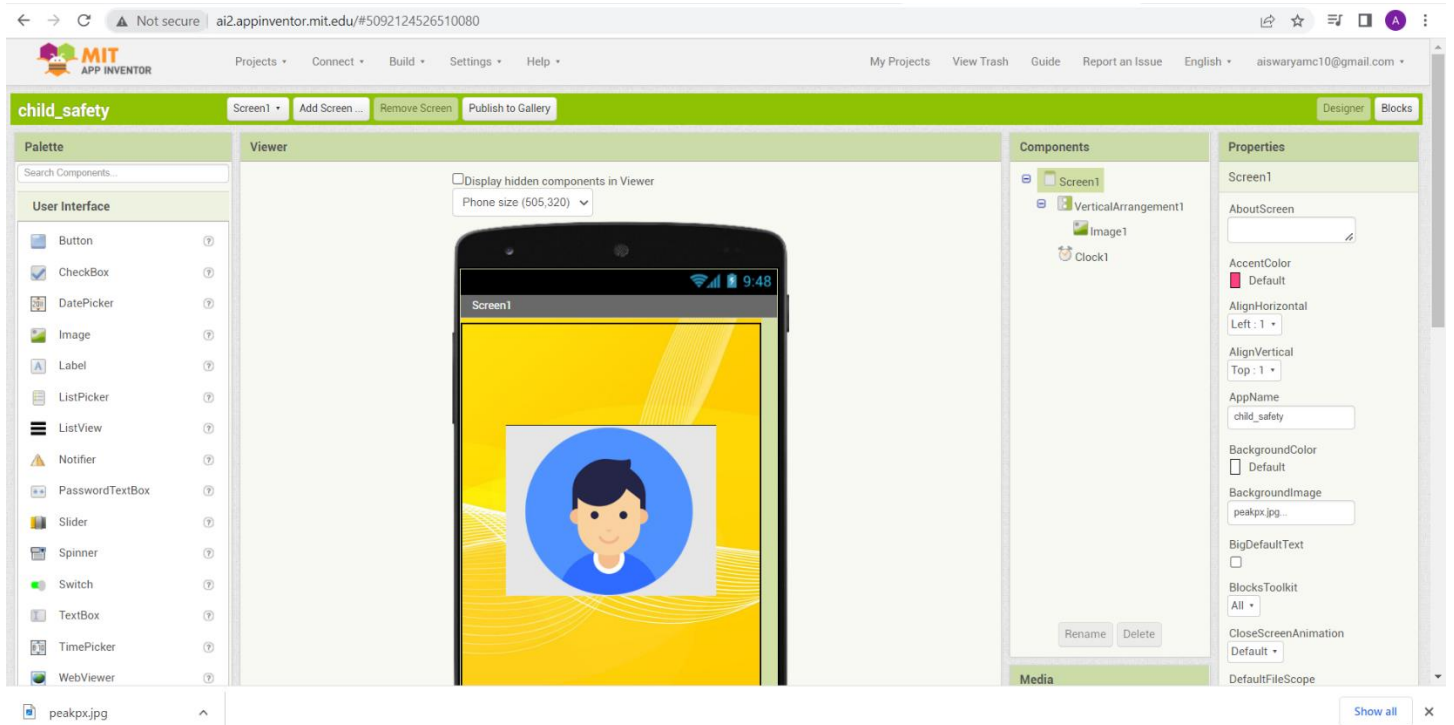 Not secure ai2.appinventor.mit.edu/#5092124526510080 A
MIT
APP INVENTOR
Projects Connect Build Settings Help My Projects View Trash Guide Report an Issue English aiswaryamc10@gmail.com
child_safety Screen1 Add Screen ... Remove Screen Publish to Gallery Designer Blocks
Palette
Search Components...
User Interface
Button ?
CheckBox ?
DatePicker ?
Image ?
Label ?
ListPicker ?
ListView ?
Notifier ?
PasswordTextBox ?
Slider ?
Spinner ?
Switch ?
TextBox ?
TimePicker ?
WebViewer ?
Viewer
Display hidden components in Viewer
Phone size (505,320)
9:48
Screen1
Components
Screen1
VerticalArrangement1
Image1
Clock1
Rename Delete
Media
Properties
Screen1
AboutScreen
AccentColor
Default
AlignHorizontal
Left : 1
AlignVertical
Top : 1
AppName
child_safety
BackgroundColor
Default
BackgroundImage
peakpx.jpg...
BigDefaultText
BlocksToolkit
All
CloseScreenAnimation
Default
DefaultFileScope
peakpx.jpg Show all